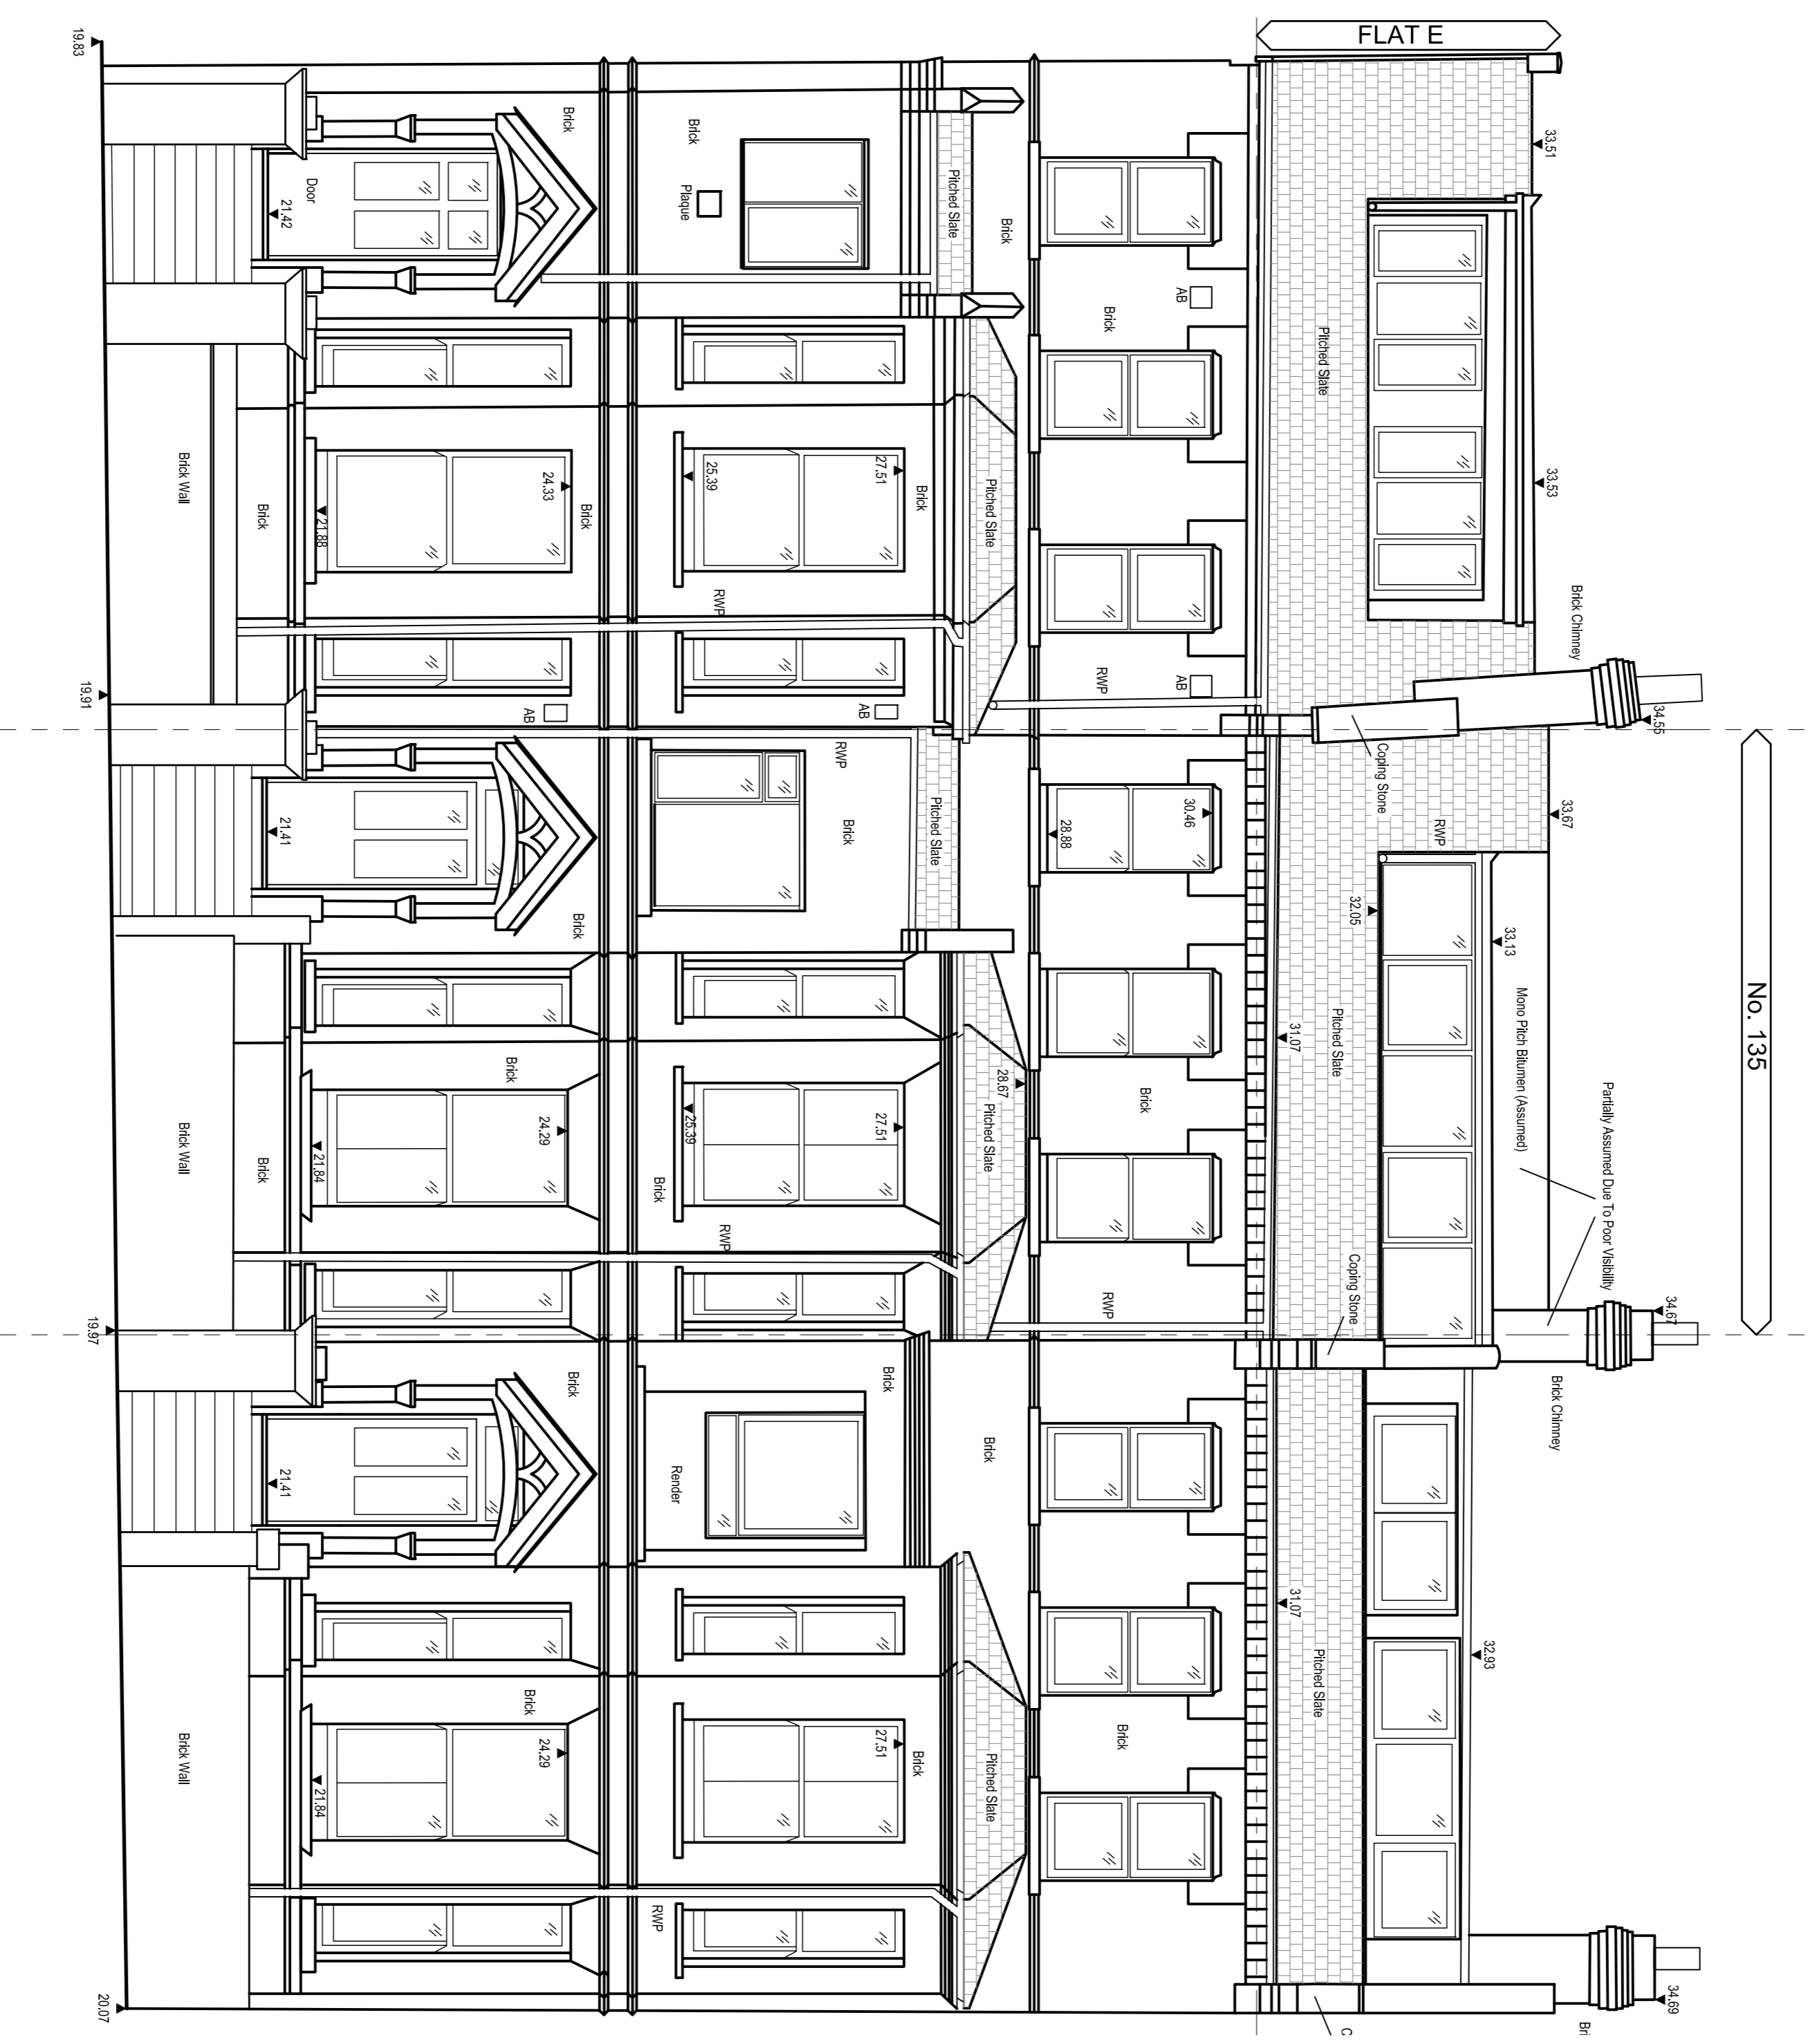 No. 135
FLAT E
34.55
34.67
34.69
Partially Assumed Due To Poor Visibility
Brick Chimney
Brick Chimney
33.51
33.53
33.67
Mono Pitch Bitumen (Assumed)
33.13
32.93
RWP
Coping Stone
32.05
Coping Stone
Pitched Slate
Pitched Slate
Pitched Slate
31.07
31.07
30.46
AB
AB
Brick
RWP
Brick
RWP
Brick
28.88
28.67
Brick
Brick
Pitched Slate
Pitched Slate
Pitched Slate
Pitched Slate
Pitched Slate
Brick
Brick
Brick
27.51
27.51
27.51
AB
Brick
RWP
RWP
RWP
25.39
25.39
Brick
Plaque
Render
Brick
RWP
Brick
Brick
Brick
Brick
24.33
24.29
24.29
AB
Brick
Brick
Door
21.88
21.84
21.84
21.42
21.41
21.41
Brick
Brick
Brick Wall
Brick Wall
Brick Wall
19.83
19.91
19.97
20.07